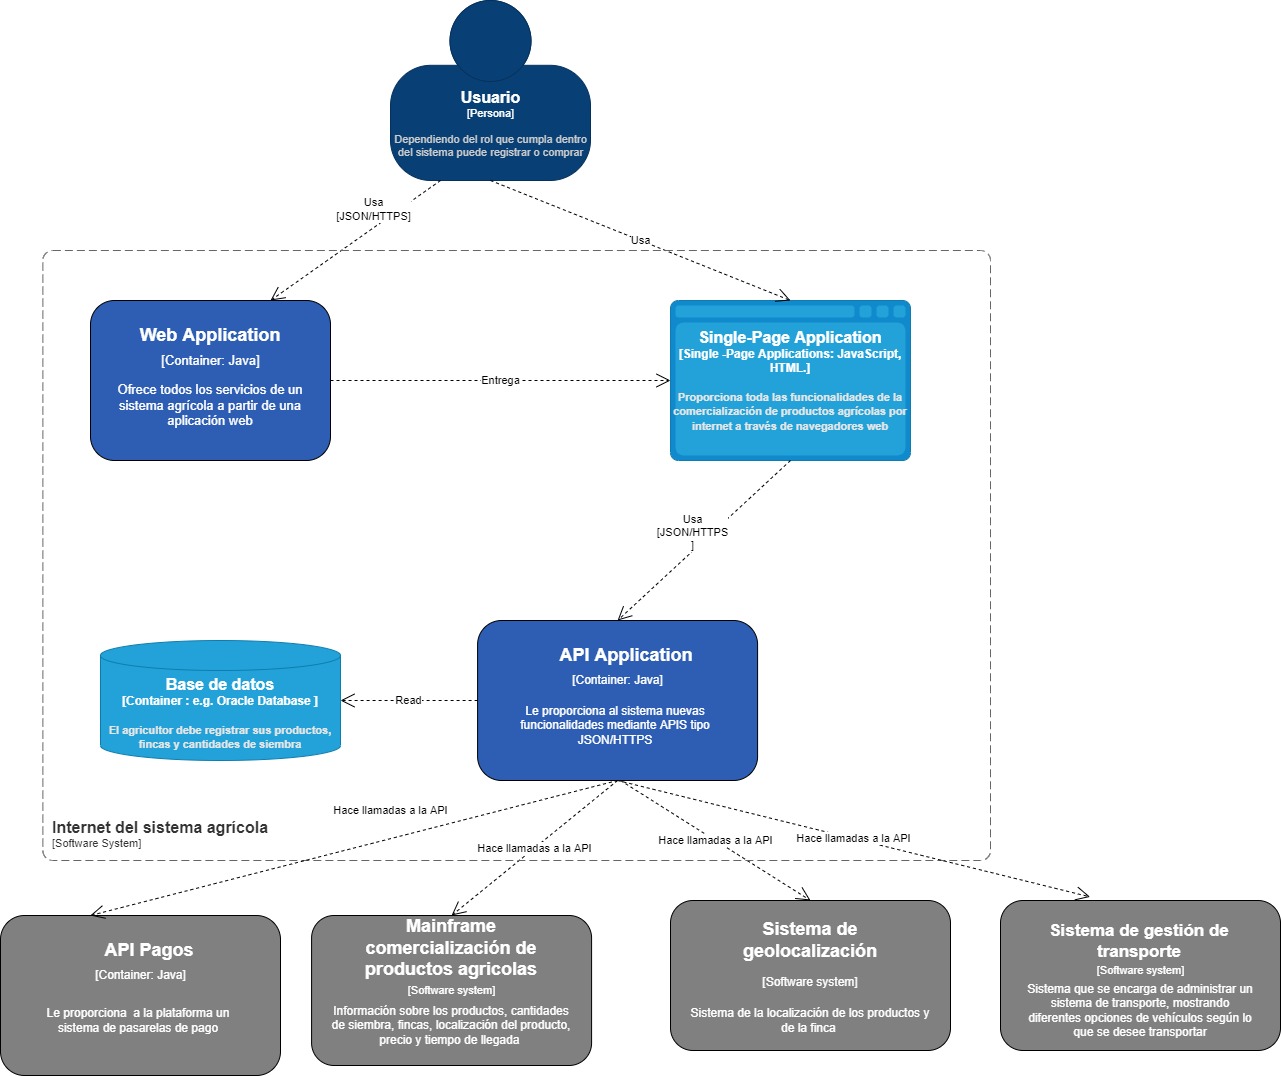 Usuario
[Persona]
Dependiendo del rol que cumpla dentro
del sistema puede registrar o comprar
Usa
[JSON/HTTPS]
Usa
Web Application
[Container: Java]
Ofrece todos los servicios de un
sistema agrícola a partir de una
aplicación web
Entrega
Single-Page Application
[Single -Page Applications: JavaScript,
HTML.]
Proporciona toda las funcionalidades de la
comercialización de productos agrícolas por
internet a través de navegadores web
Usa
[JSON/HTTPS
]
Base de datos
[Container : e.g. Oracle Database ]
El agricultor debe registrar sus productos,
fincas y cantidades de siembra
Read
API Application
[Container: Java]
Le proporciona al sistema nuevas
funcionalidades mediante APIS tipo
JSON/HTTPS
Internet del sistema agrícola
[Software System]
Hace llamadas a la API
Hace llamadas a la API
Hace llamadas a la API
Hace llamadas a la API
API Pagos
[Container: Java]
Le proporciona  a la plataforma un
sistema de pasarelas de pago
Mainframe
comercialización de
productos agricolas
[Software system]
Información sobre los productos, cantidades
de siembra, fincas, localización del producto,
precio y tiempo de llegada
Sistema de
geolocalización
[Software system]
Sistema de la localización de los productos y
de la finca
Sistema de gestión de
transporte
[Software system]
Sistema que se encarga de administrar un
sistema de transporte, mostrando
diferentes opciones de vehículos según lo
que se desee transportar